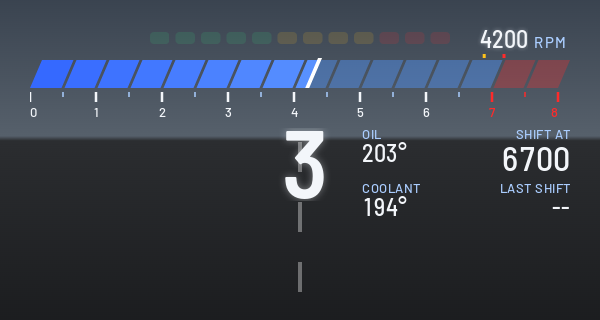 4200 RPM
0 1 2 3 4 5 6 7 8
3
OIL
203°
COOLANT
194°
SHIFT AT
6700
LAST SHIFT
--